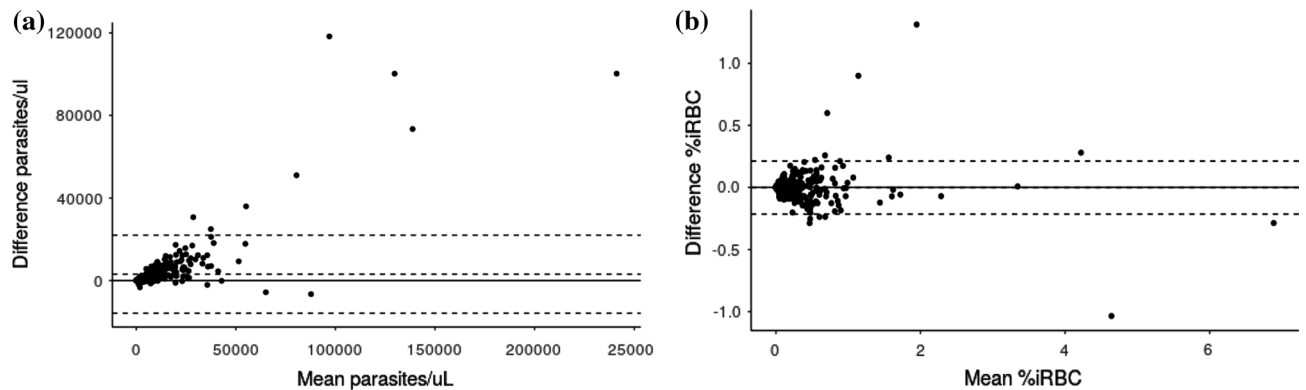 (a)
Difference parasites/ul
120000
80000
40000
0
0 50000 100000 150000 200000 25000
Mean parasites/uL
(b)
Difference %iRBC
1.0
0.5
0.0
-0.5
-1.0
0 2 4 6
Mean %iRBC